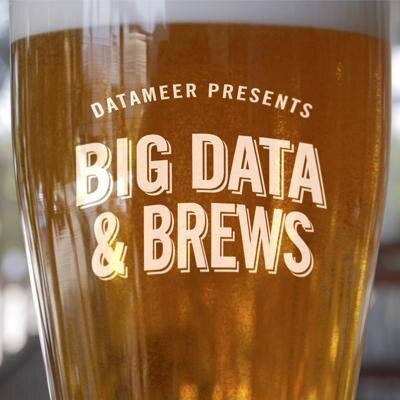 DATAMEER PRESENTS
BIG DATA
& BREWS